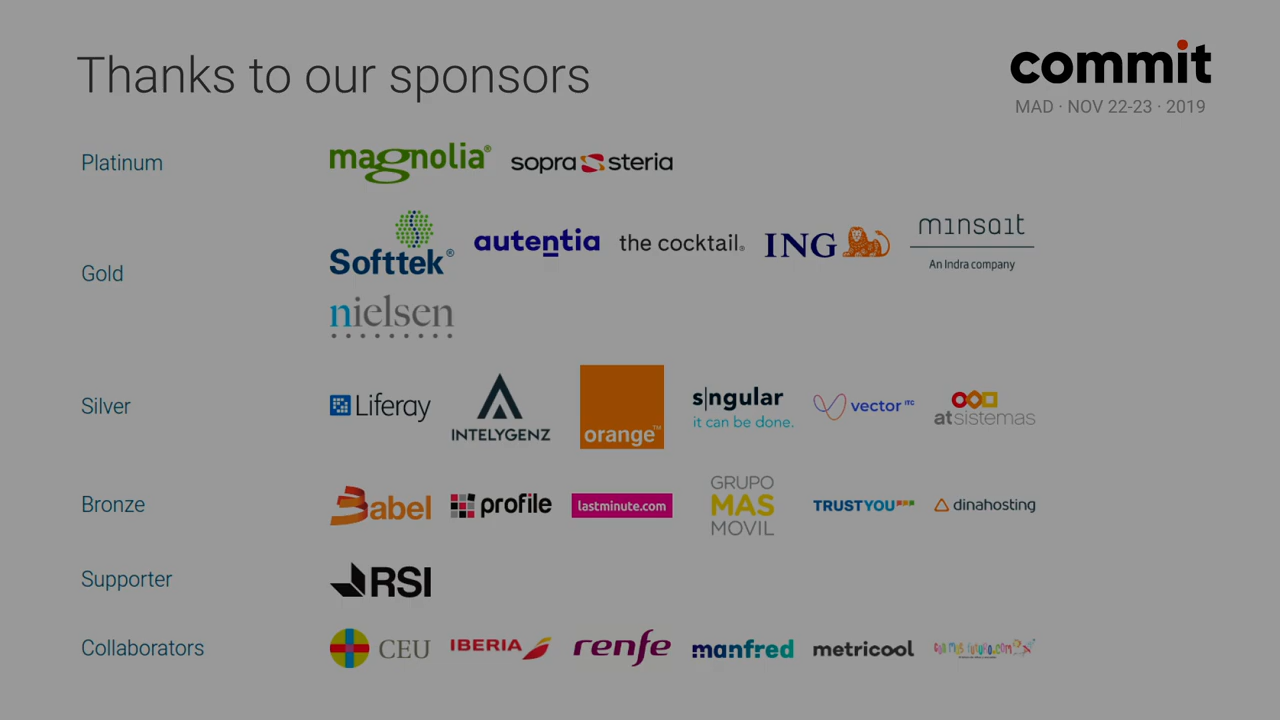 Thanks to our sponsors
commit
MAD · NOV 22-23 · 2019
Platinum
magnolia®
sopra steria
Gold
Softtek®
autentia
the cocktail®
ING
minsait
An Indra company
nielsen
Silver
Liferay
INTELYGENZ
orange™
s|ngular
it can be done.
vector ITC
atsistemas
Bronze
Babel
profile
lastminute.com
GRUPO
MAS
MOVIL
TRUSTYOU
dinahosting
Supporter
RSI
Collaborators
CEU
IBERIA
renfe
manfred
metricool